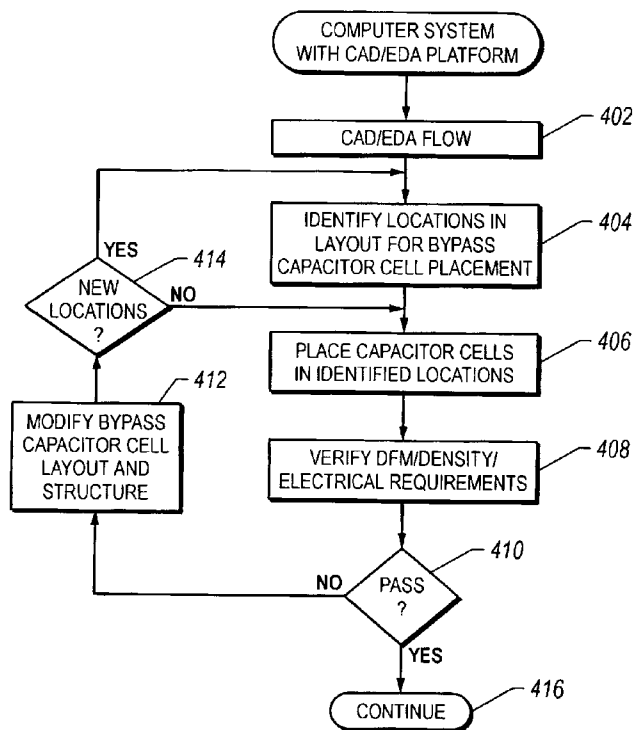 COMPUTER SYSTEM
WITH CAD/EDA PLATFORM
402
CAD/EDA FLOW
404
IDENTIFY LOCATIONS IN
LAYOUT FOR BYPASS
CAPACITOR CELL PLACEMENT
YES
414
NEW
LOCATIONS
?
NO
406
PLACE CAPACITOR CELLS
IN IDENTIFIED LOCATIONS
412
MODIFY BYPASS
CAPACITOR CELL
LAYOUT AND
STRUCTURE
408
VERIFY DFM/DENSITY/
ELECTRICAL REQUIREMENTS
410
NO
PASS
?
YES
416
CONTINUE